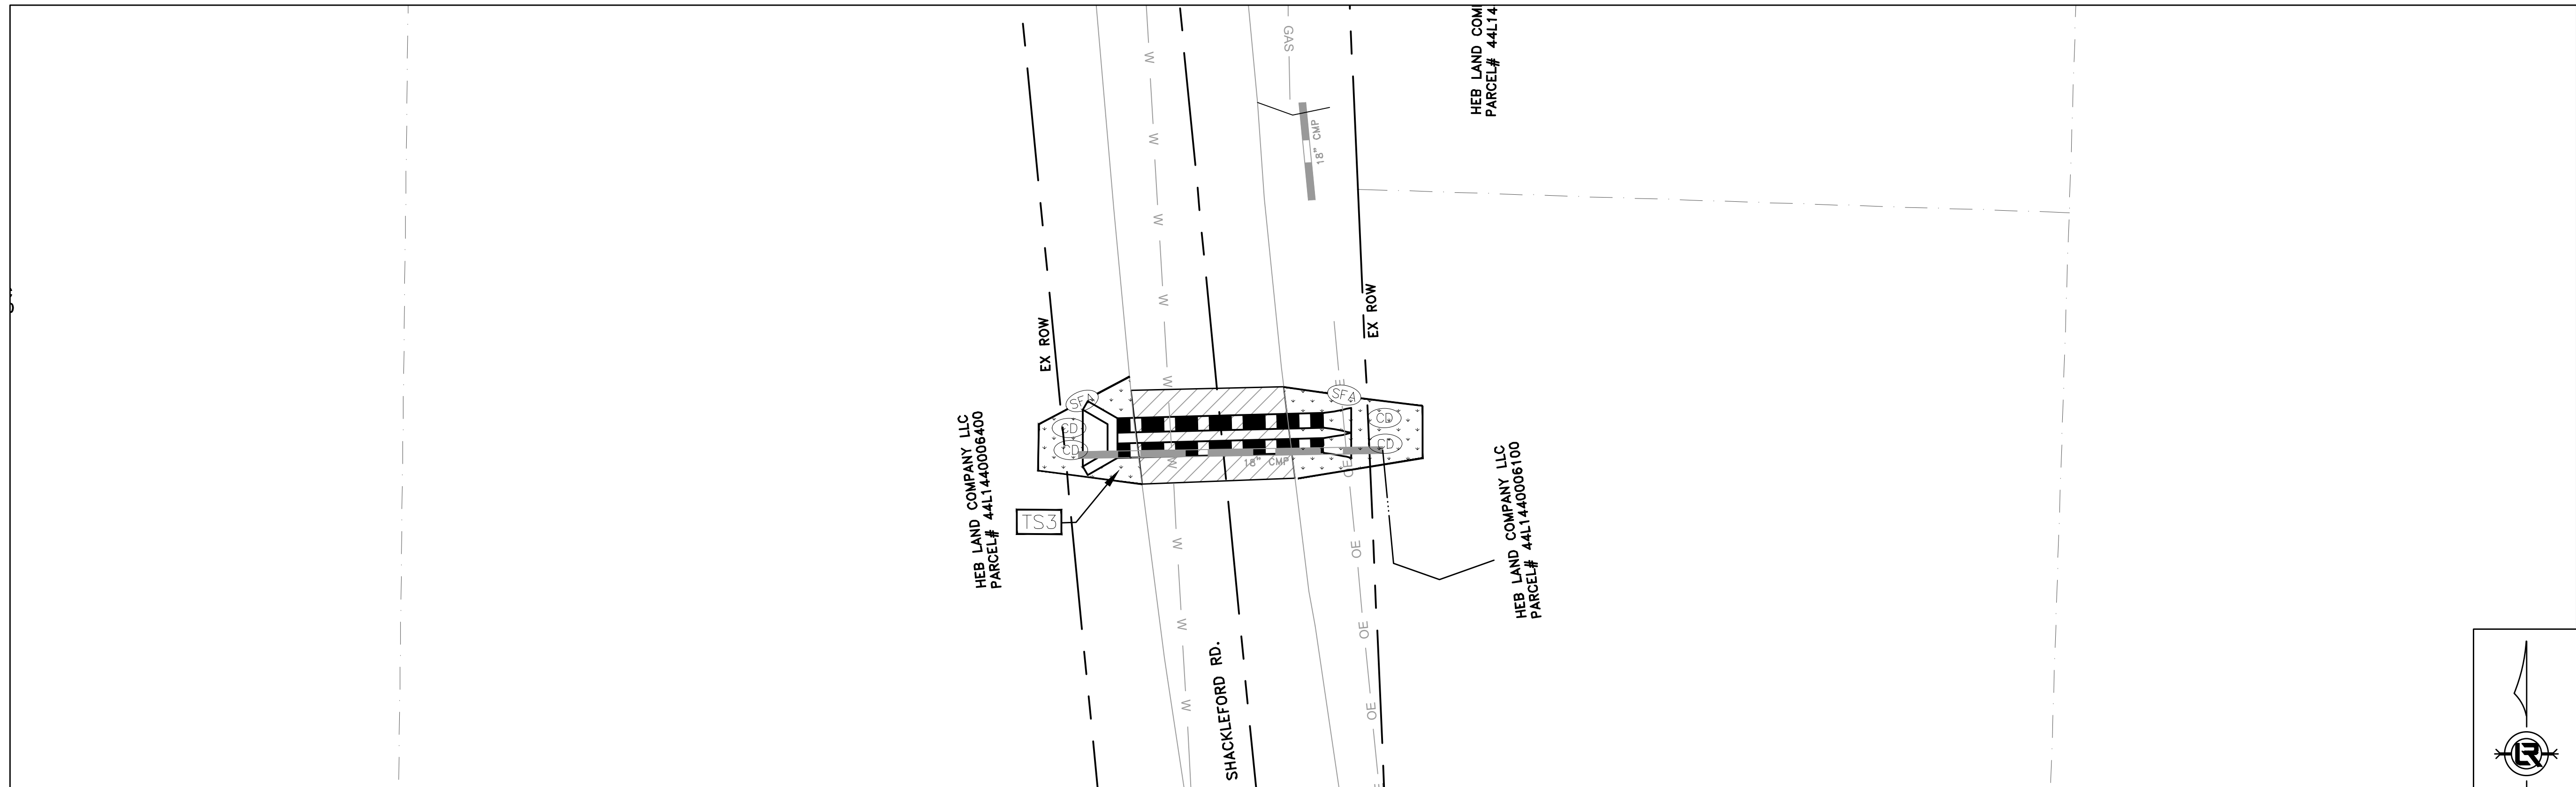 HEB LAND COM
PARCEL# 44L14
GAS
W
W
W
W
18" CMP
EX ROW
EX ROW
W
E
SFA
SFA
CD
CD
CD
CD
W
18" CMP
OE
HEB LAND COMPANY LLC
PARCEL# 44L1440006400
TS3
HEB LAND COMPANY LLC
PARCEL# 44L1440006100
W
OE
W
OE
W
OE
SHACKLEFORD RD.